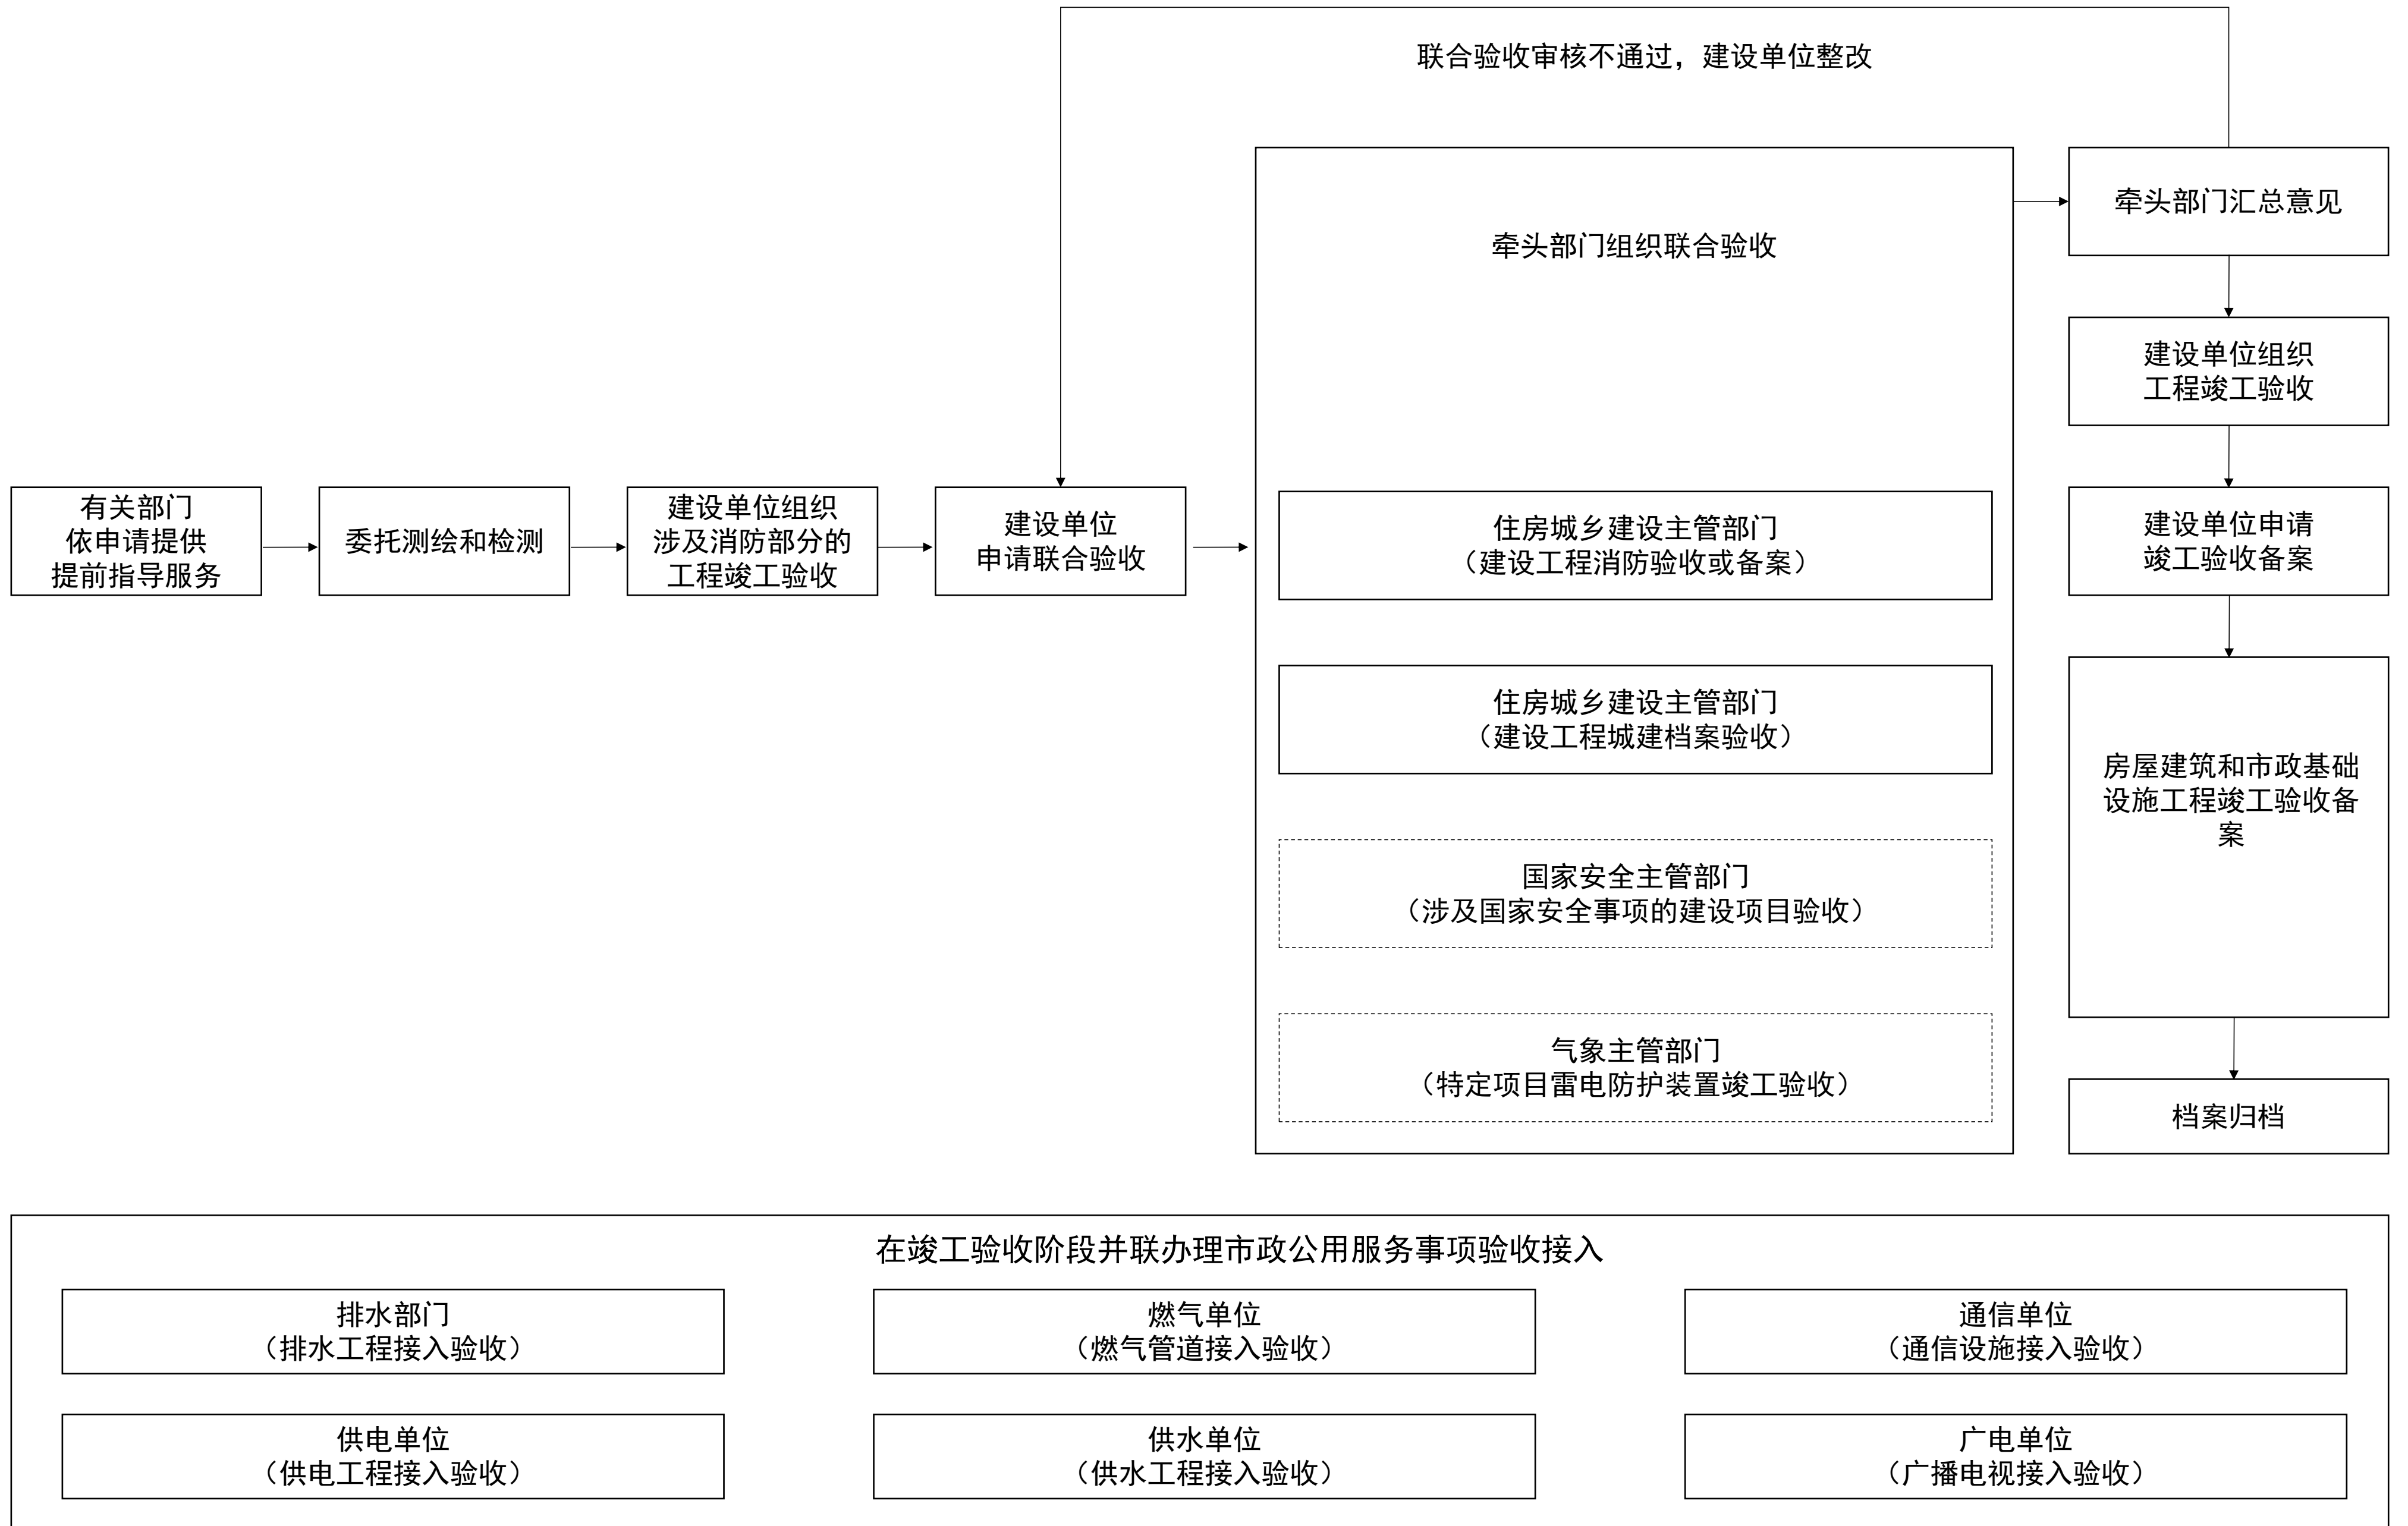 联合验收审核不通过，建设单位整改
牵头部门汇总意见
牵头部门组织联合验收
建设单位组织
工程竣工验收
有关部门
依申请提供
提前指导服务
委托测绘和检测
建设单位组织
涉及消防部分的
工程竣工验收
建设单位
申请联合验收
住房城乡建设主管部门
（建设工程消防验收或备案）
建设单位申请
竣工验收备案
住房城乡建设主管部门
（建设工程城建档案验收）
房屋建筑和市政基础
设施工程竣工验收备
案
国家安全主管部门
（涉及国家安全事项的建设项目验收）
气象主管部门
（特定项目雷电防护装置竣工验收）
档案归档
在竣工验收阶段并联办理市政公用服务事项验收接入
排水部门
（排水工程接入验收）
燃气单位
（燃气管道接入验收）
通信单位
（通信设施接入验收）
供电单位
（供电工程接入验收）
供水单位
（供水工程接入验收）
广电单位
（广播电视接入验收）